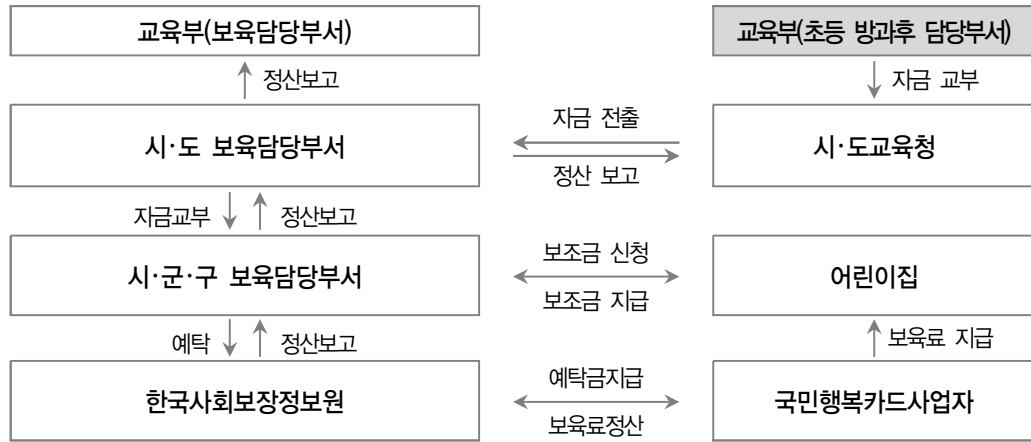 교육부(보육담당부서)
교육부(초등 방과후 담당부서)
정산보고
자금 교부
시·도 보육담당부서
자금 전출
정산 보고
시·도교육청
자금교부
정산보고
시·군·구 보육담당부서
보조금 신청
보조금 지급
어린이집
예탁
정산보고
보육료 지급
한국사회보장정보원
예탁금지급
보육료정산
국민행복카드사업자